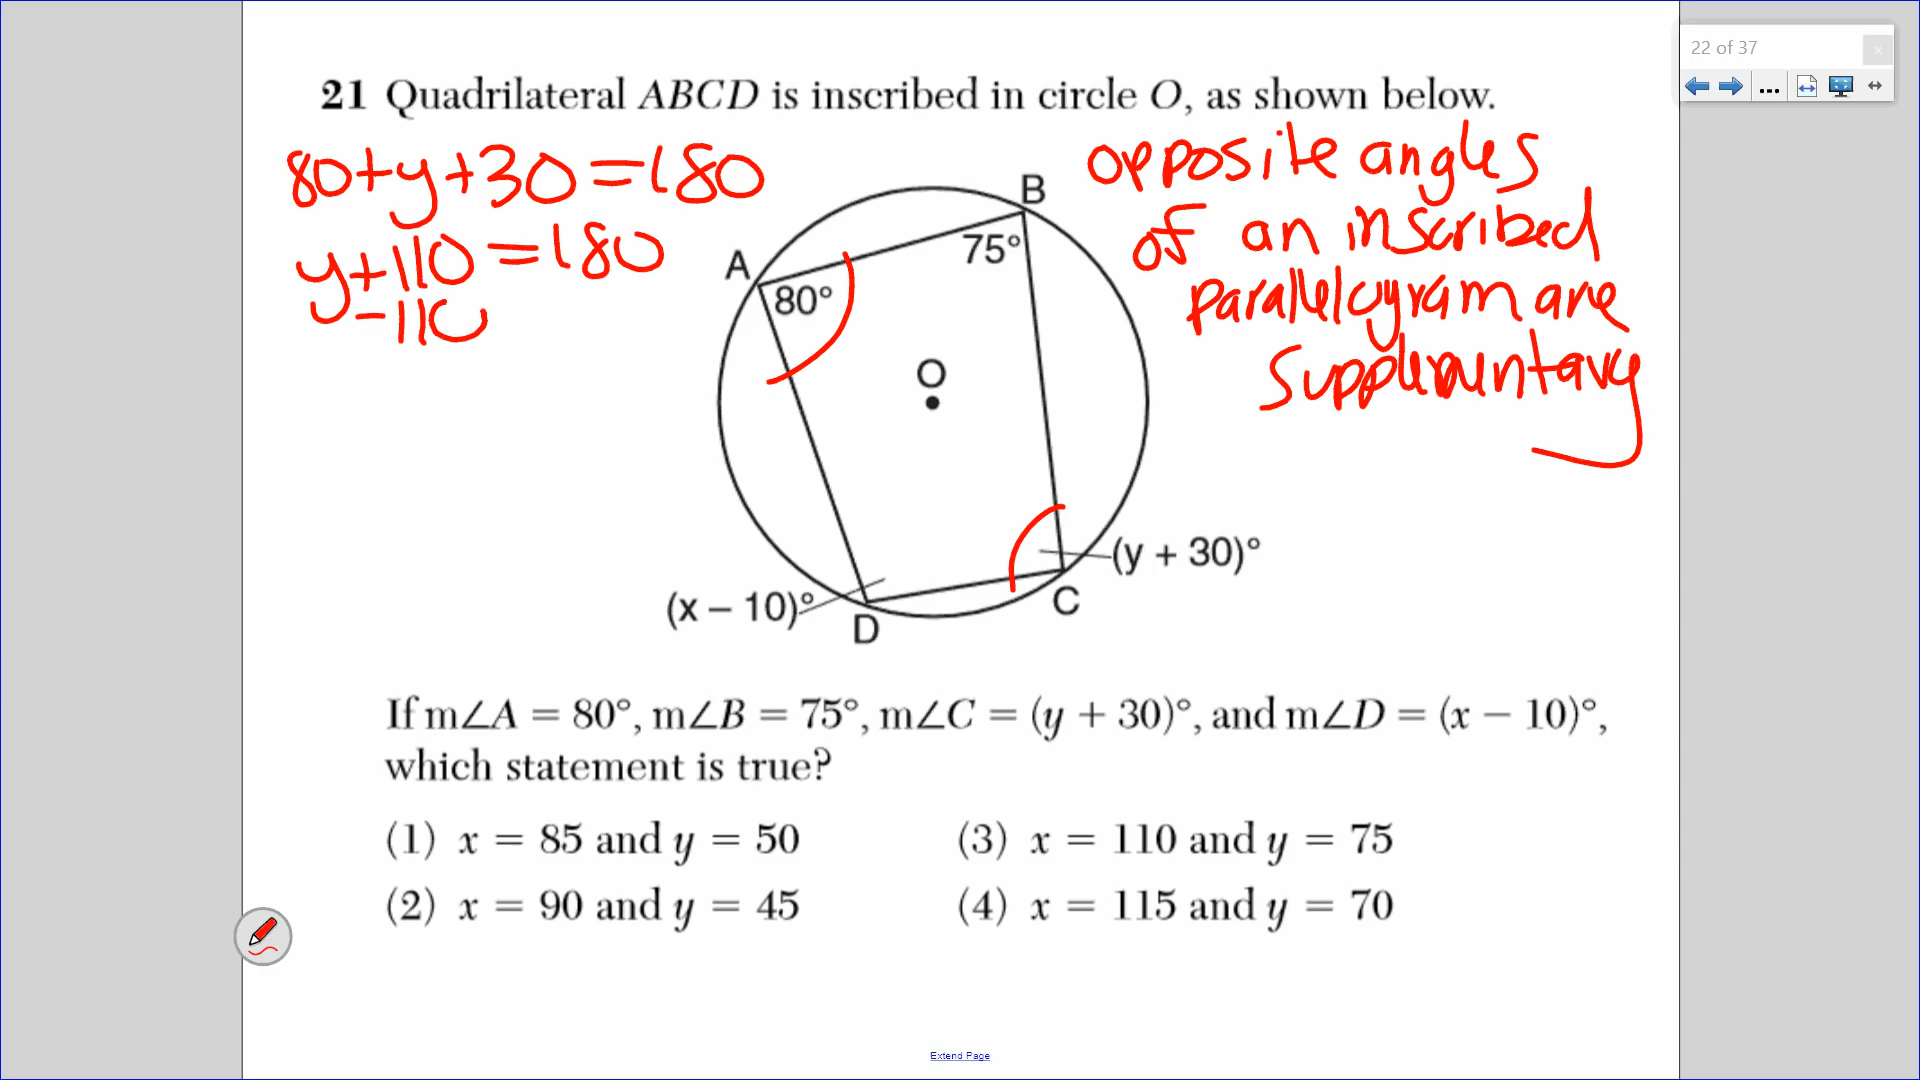 22 of 37
21 Quadrilateral ABCD is inscribed in circle O, as shown below.
80+y+30=180
y+110=180
-110
opposite angles
of an inscribed
parallelogram are
supplementary
B
75°
A
80°
O
(y + 30)°
C
(x – 10)°
D
If m∠A = 80°, m∠B = 75°, m∠C = (y + 30)°, and m∠D = (x − 10)°,
which statement is true?
(1) x = 85 and y = 50
(3) x = 110 and y = 75
(2) x = 90 and y = 45
(4) x = 115 and y = 70
Extend Page